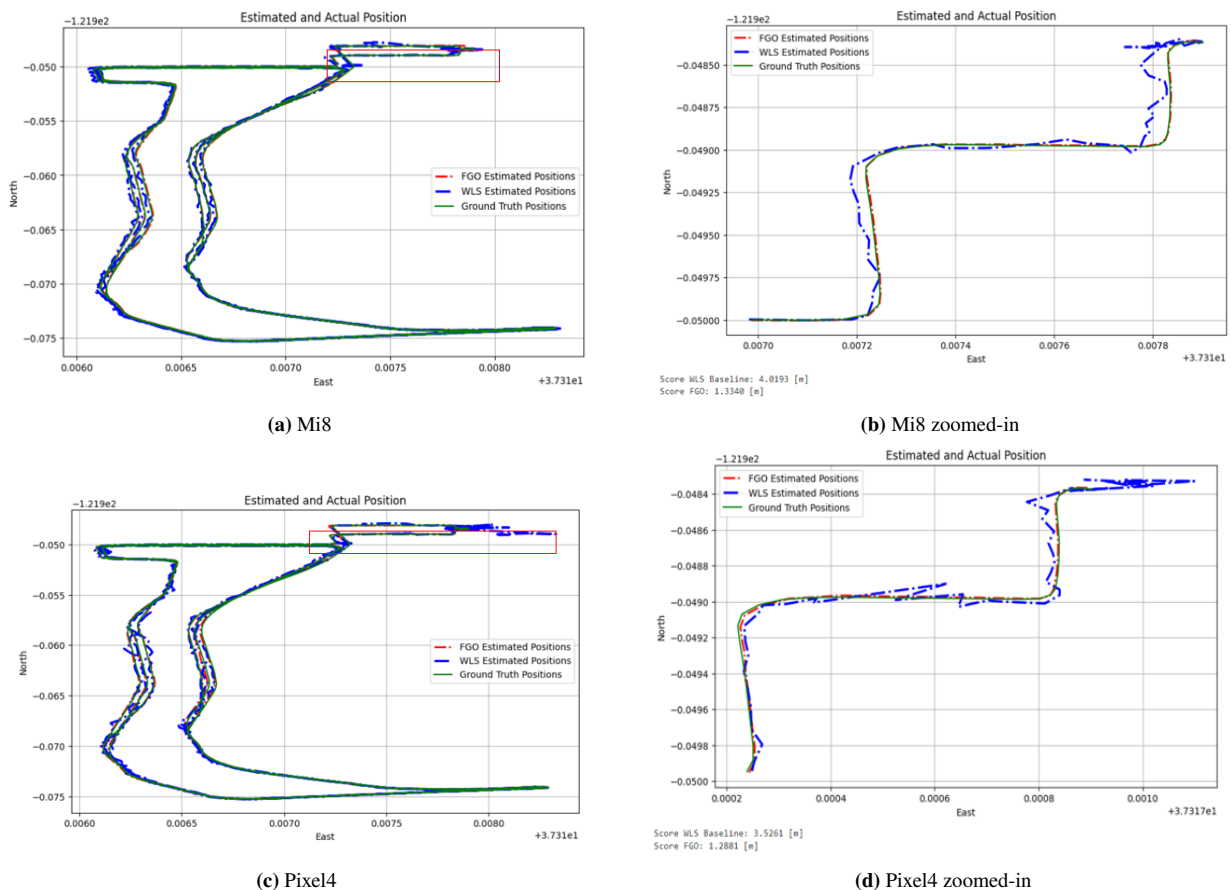 Estimated and Actual Position
−1.219e2
−0.050
−0.055
−0.060
−0.065
−0.070
−0.075
North
FGO Estimated Positions
WLS Estimated Positions
Ground Truth Positions
0.0060 0.0065 0.0070 0.0075 0.0080
East
+3.731e1
(a) Mi8
Estimated and Actual Position
−1.219e2
−0.04850
−0.04875
−0.04900
−0.04925
−0.04950
−0.04975
−0.05000
North
FGO Estimated Positions
WLS Estimated Positions
Ground Truth Positions
0.0070 0.0072 0.0074 0.0076 0.0078
East
+3.731e1
Score WLS Baseline: 4.0193 [m]
Score FGO: 1.3340 [m]
(b) Mi8 zoomed-in
Estimated and Actual Position
−1.219e2
−0.050
−0.055
−0.060
−0.065
−0.070
−0.075
North
FGO Estimated Positions
WLS Estimated Positions
Ground Truth Positions
0.0060 0.0065 0.0070 0.0075 0.0080
East
+3.731e1
(c) Pixel4
Estimated and Actual Position
−1.219e2
−0.0484
−0.0486
−0.0488
−0.0490
−0.0492
−0.0494
−0.0496
−0.0498
−0.0500
North
FGO Estimated Positions
WLS Estimated Positions
Ground Truth Positions
0.0002 0.0004 0.0006 0.0008 0.0010
East
+3.7317e1
Score WLS Baseline: 3.5261 [m]
Score FGO: 1.2881 [m]
(d) Pixel4 zoomed-in